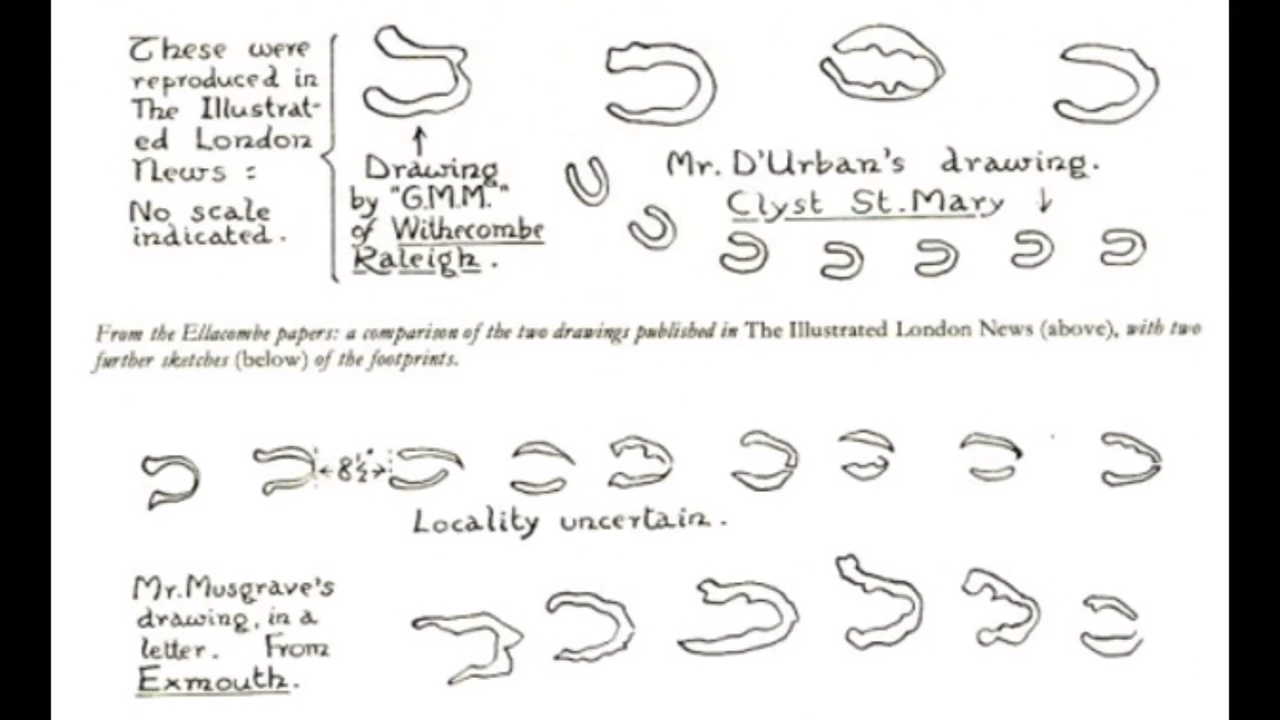 These were
reproduced in
The Illustrat-
ed London
News :
No scale
indicated.
Drawing
by "G.M.M."
of Withecombe
Raleigh.
Mr. D'Urban's drawing.
Clyst St. Mary
From the Ellacombe papers: a comparison of the two drawings published in The Illustrated London News (above), with two
further sketches (below) of the footprints.
8½"
Locality uncertain.
Mr. Musgrave's
drawing, in a
letter. From
Exmouth.